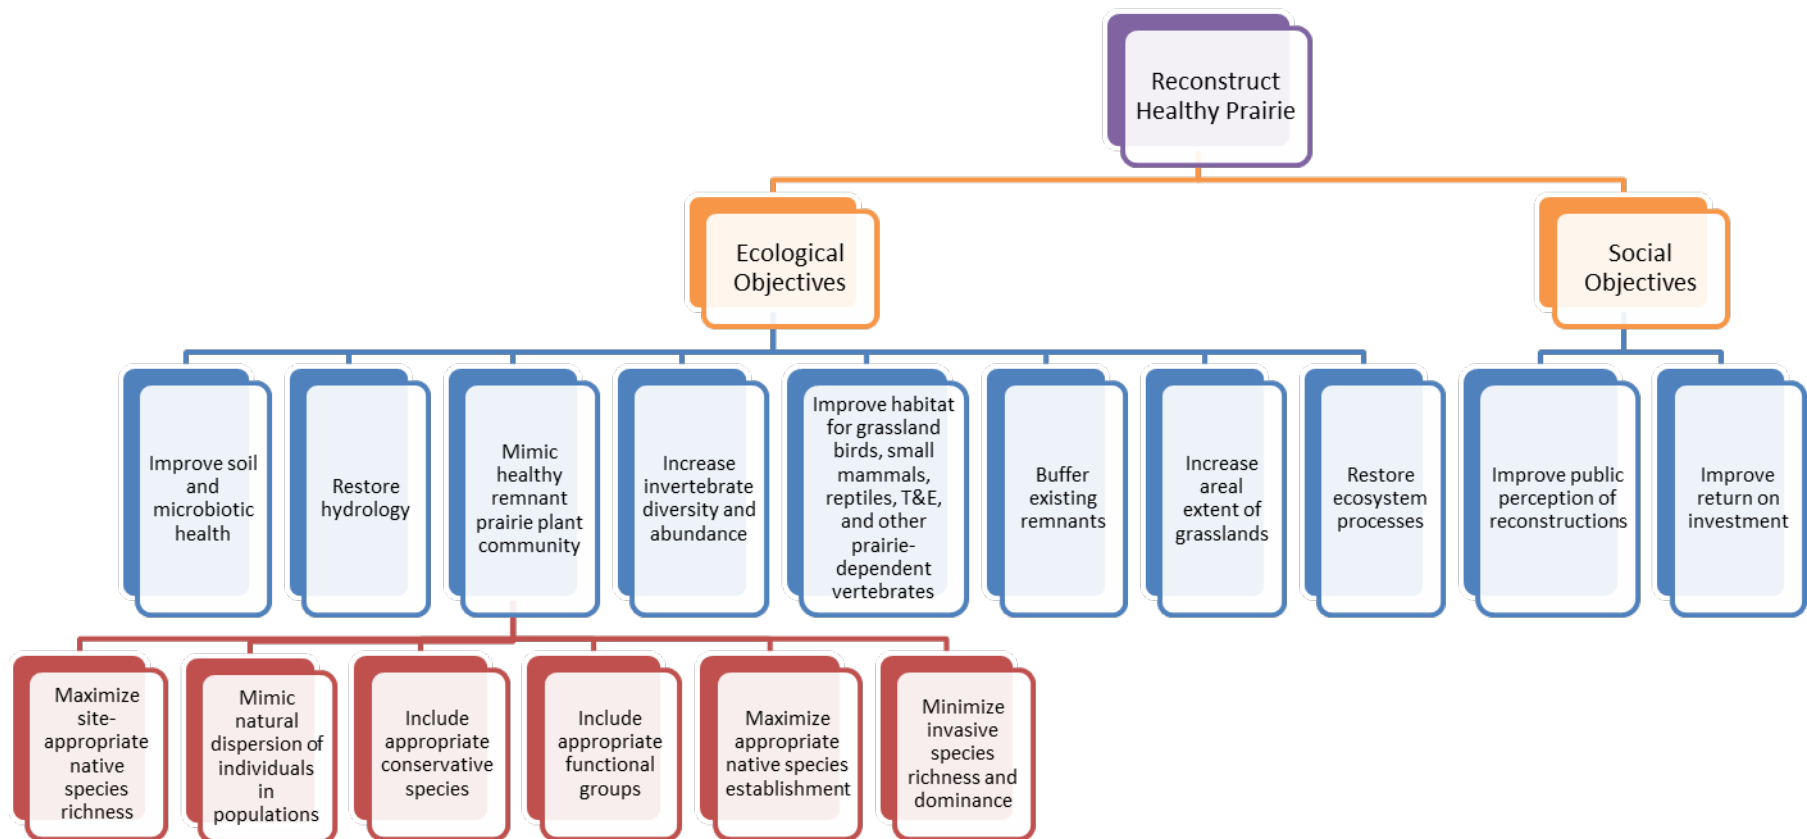 Reconstruct
Healthy Prairie
Ecological
Objectives
Social
Objectives
Improve soil
and
microbiotic
health
Restore
hydrology
Mimic
healthy
remnant
prairie plant
community
Increase
invertebrate
diversity and
abundance
Improve habitat
for grassland
birds, small
mammals,
reptiles, T&E,
and other
prairie-
dependent
vertebrates
Buffer
existing
remnants
Increase
areal
extent of
grasslands
Restore
ecosystem
processes
Improve public
perception of
reconstructions
Improve
return on
investment
Maximize
site-
appropriate
native
species
richness
Mimic
natural
dispersion of
individuals
in
populations
Include
appropriate
conservative
species
Include
appropriate
functional
groups
Maximize
appropriate
native species
establishment
Minimize
invasive
species
richness and
dominance